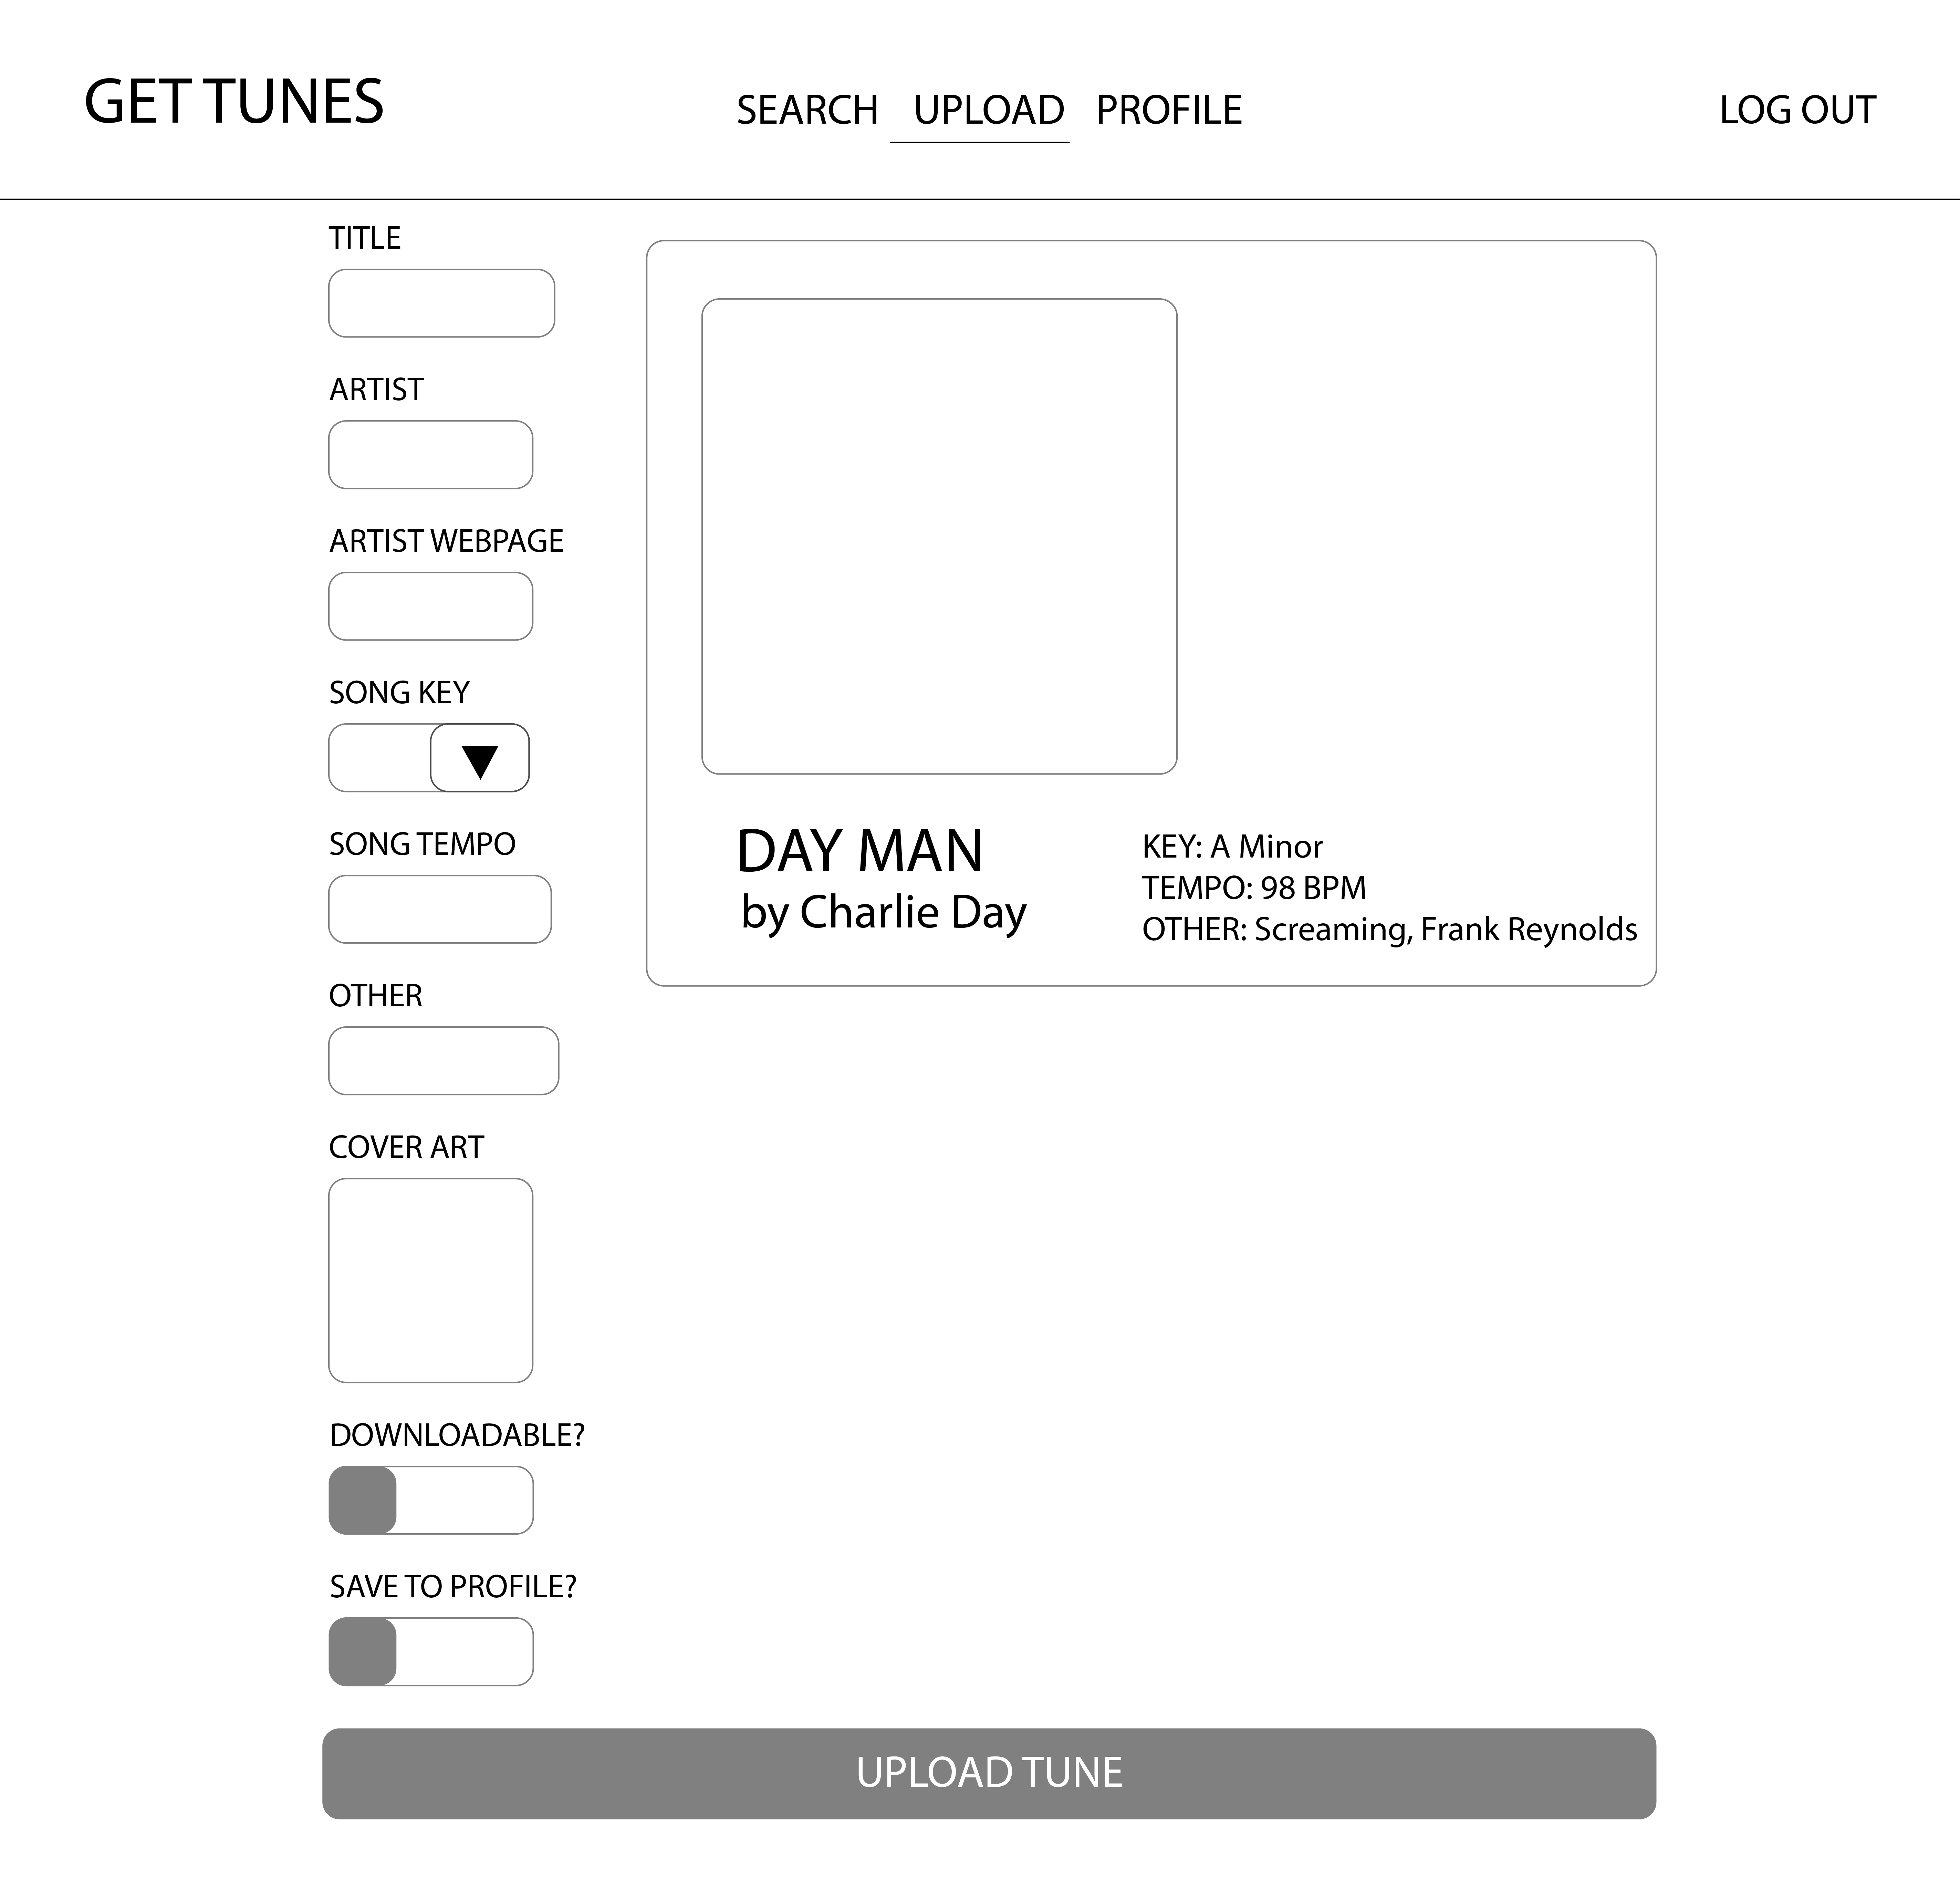 GET TUNES
SEARCH UPLOAD PROFILE
LOG OUT
TITLE
ARTIST
ARTIST WEBPAGE
SONG KEY
SONG TEMPO
OTHER
COVER ART
DOWNLOADABLE?
SAVE TO PROFILE?
DAY MAN
by Charlie Day
KEY: A Minor
TEMPO: 98 BPM
OTHER: Screaming, Frank Reynolds
UPLOAD TUNE